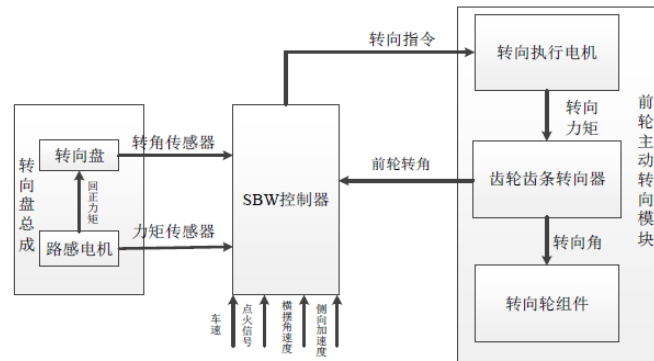 转向盘总成
转向盘
回正力矩
路感电机
转角传感器
力矩传感器
SBW控制器
车速
点火信号
横摆角速度
侧向加速度
转向指令
前轮转角
转向执行电机
转向
力矩
齿轮齿条转向器
转向角
转向轮组件
前轮主动转向模块